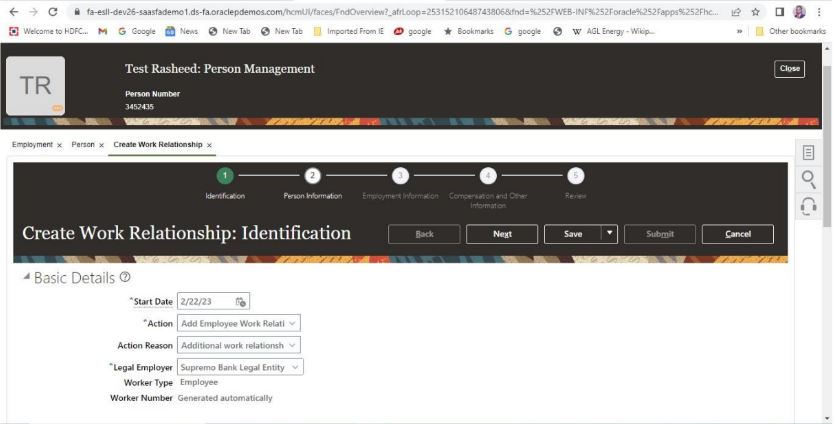 fa-esll-dev26-saasfademo1.ds-fa.oraclepdemos.com/hcmUI/faces/FndOverview?_afrLoop=25315210648743806&fnd=%252FWEB-INF%252Foracle%252Fapps%252Fhc...
Welcome to HDFC... Google News New Tab New Tab Imported From IE google Bookmarks google W AGL Energy - Wikip... » Other bookmarks
TR
Test Rasheed: Person Management
Close
Person Number
3452435
Employment x Person x Create Work Relationship x
1 2 3 4 5
Identification Person Information Employment Information Compensation and Other Information Review
Create Work Relationship: Identification
Back Next Save Submit Cancel
Basic Details
*Start Date 2/22/23
*Action Add Employee Work Relati
Action Reason Additional work relationsh
*Legal Employer Supremo Bank Legal Entity
Worker Type Employee
Worker Number Generated automatically